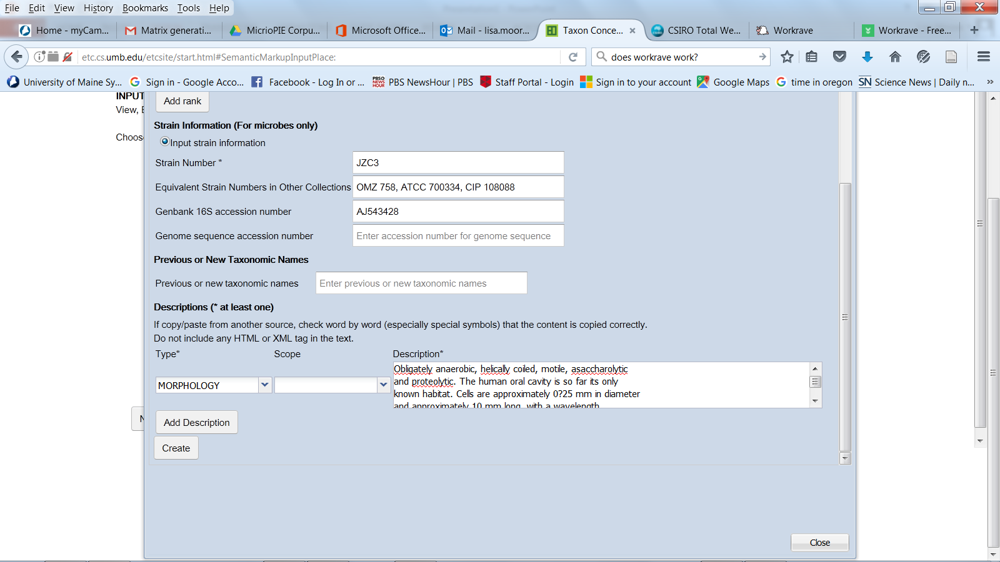 File Edit View History Bookmarks Tools Help
Home - myCam... Matrix generati... MicrioPIE Corpu... Microsoft Office... Mail - lisa.moor... Taxon Conce... CSIRO Total We... Workrave Workrave - Free...
etc.cs.umb.edu/etcsite/start.html#SemanticMarkupInputPlace: does workrave work?
University of Maine Sy... Sign in - Google Acco... Facebook - Log In or ... PBS NewsHour | PBS Staff Portal - Login Sign in to your account Google Maps time in oregon SN Science News | Daily n... »
INPUT
View, E
Choos
Add rank
Strain Information (For microbes only)
Input strain information
Strain Number * JZC3
Equivalent Strain Numbers in Other Collections OMZ 758, ATCC 700334, CIP 108088
Genbank 16S accession number AJ543428
Genome sequence accession number Enter accession number for genome sequence
Previous or New Taxonomic Names
Previous or new taxonomic names Enter previous or new taxonomic names
Descriptions (* at least one)
If copy/paste from another source, check word by word (especially special symbols) that the content is copied correctly.
Do not include any HTML or XML tag in the text.
Type* Scope Description*
MORPHOLOGY
Obligately anaerobic, helically coiled, motile, asaccharolytic
and proteolytic. The human oral cavity is so far its only
known habitat. Cells are approximately 0?25 mm in diameter
and approximately 10 mm long, with a wavelength
N
Add Description
Create
Close